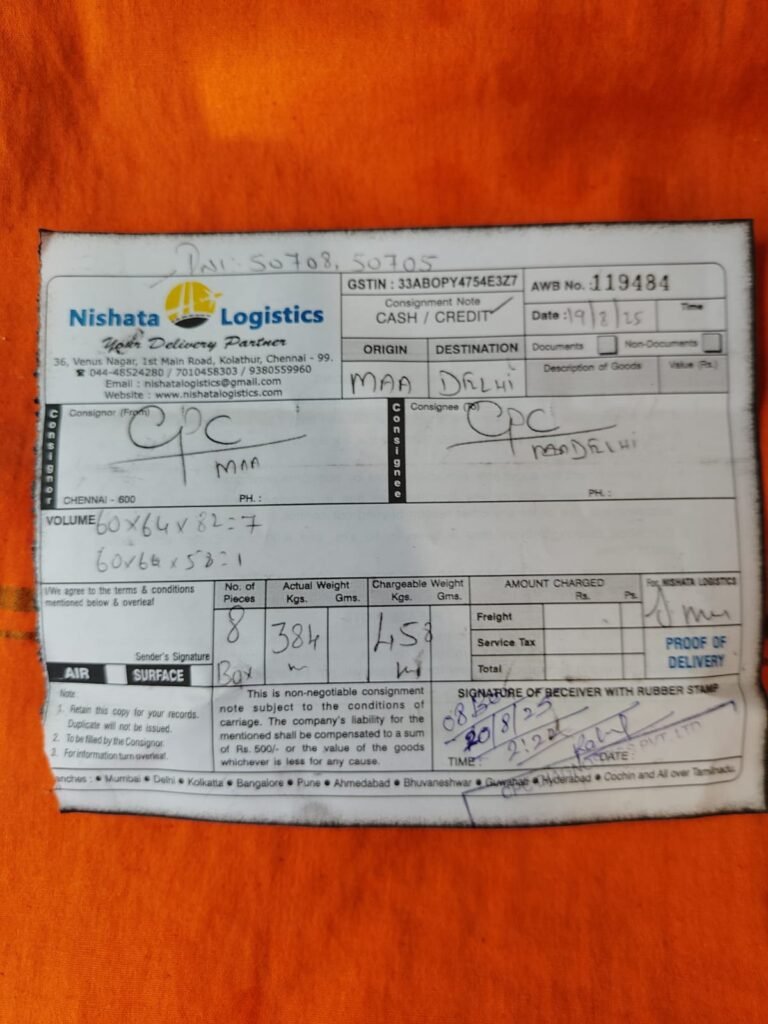 INV: 50708, 50705
Nishata Logistics
Your Delivery Partner
36, Venus Nagar, 1st Main Road, Kolathur, Chennai - 99.
☎ 044-48524280 / 7010458303 / 9380559960
Email : nishatalogistics@gmail.com
Website : www.nishatalogistics.com
GSTIN : 33ABOPY4754E3Z7
Consignment Note
CASH / CREDIT ✓
AWB No. :119484
Date :19/8/25 Time
ORIGIN DESTINATION
MAA DELHI
Documents Non-Documents
Description of Goods Value (Rs.)
Consignor
Consignor (From)
CPC
MAA
CHENNAI - 600 PH. :
Consignee
Consignee (To)
CPC
DELHI
PH. :
VOLUME 60x64x82=7
60x64x58=1
I/We agree to the terms & conditions
mentioned below & overleaf
Sender's Signature
AIR SURFACE
No. of Pieces
8
Box
Actual Weight
Kgs. Gms.
384
Chargeable Weight
Kgs. Gms.
458
AMOUNT CHARGED
Rs. Ps.
Freight
Service Tax
Total
For NISHATA LOGISTICS
PROOF OF
DELIVERY
Note :
1. Retain this copy for your records.
Duplicate will not be issued.
2. To be filled by the Consignor.
3. For information turn overleaf.
This is non-negotiable consignment
note subject to the conditions of
carriage. The company's liability for the
mentioned shall be compensated to a sum
of Rs. 500/- or the value of the goods
whichever is less for any cause.
SIGNATURE OF RECEIVER WITH RUBBER STAMP
20/8/25
TIME: DATE
PVT. LTD
anches : ● Mumbai ● Delhi ● Kolkatta ● Bangalore ● Pune ● Ahmedabad ● Bhuvaneshwar ● Guwahati ● Hyderabad ● Cochin and All over Tamilnadu